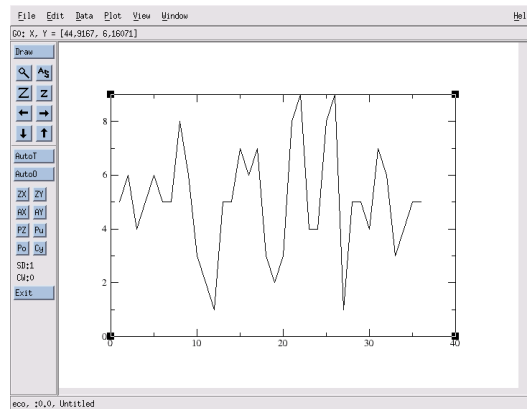 File Edit Data Plot View Window Hel
G0: X, Y = [44,9167, 6,16071]
Draw
AS
Z z
AutoT
AutoO
ZX ZY
AX AY
PZ Pu
Po Cy
SD:1
CW:0
Exit
8
6
4
2
0
0 10 20 30 40
eco, :0.0, Untitled